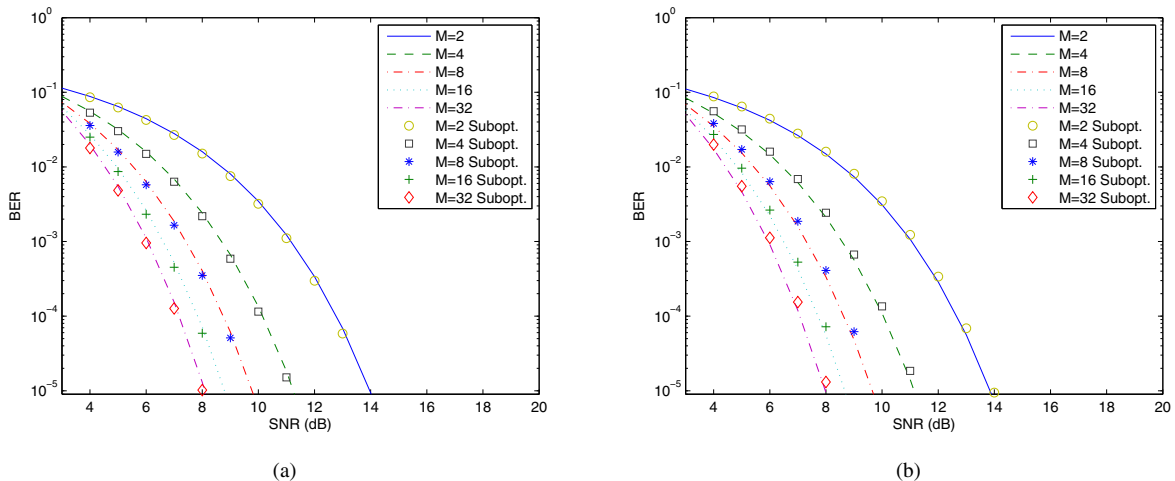 10^0
10^-1
10^-2
10^-3
10^-4
10^-5
BER
4 6 8 10 12 14 16 18 20
SNR (dB)
M=2
M=4
M=8
M=16
M=32
M=2 Subopt.
M=4 Subopt.
M=8 Subopt.
M=16 Subopt.
M=32 Subopt.
(a)
10^0
10^-1
10^-2
10^-3
10^-4
10^-5
BER
4 6 8 10 12 14 16 18 20
SNR (dB)
M=2
M=4
M=8
M=16
M=32
M=2 Subopt.
M=4 Subopt.
M=8 Subopt.
M=16 Subopt.
M=32 Subopt.
(b)